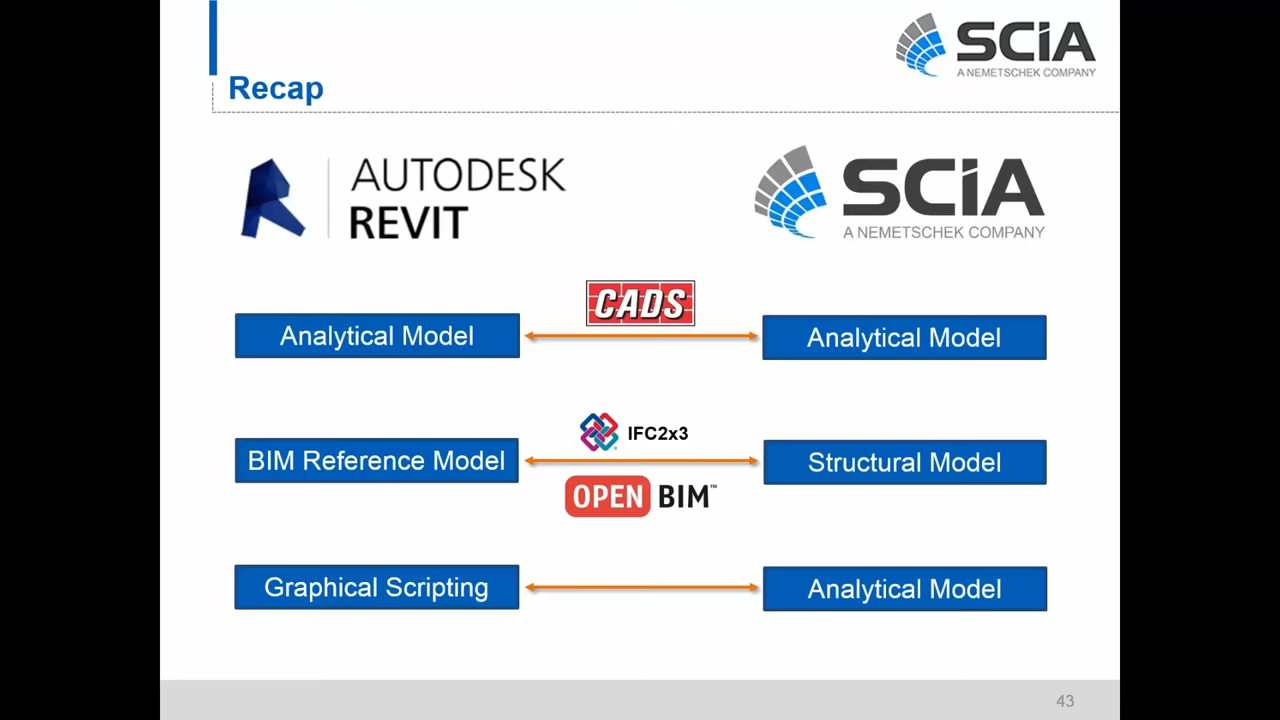 SCiA
A NEMETSCHEK COMPANY
Recap
AUTODESK
REVIT
SCiA
A NEMETSCHEK COMPANY
CADS
Analytical Model
Analytical Model
IFC2x3
BIM Reference Model
Structural Model
OPEN BIM™
Graphical Scripting
Analytical Model
43